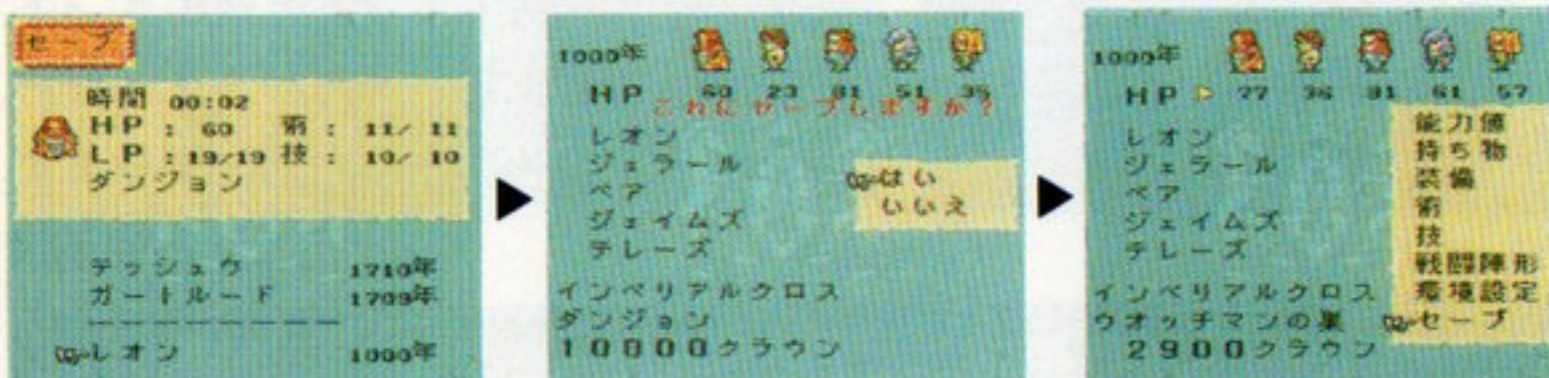 セーブ
時間 00:02
HP : 60 術 : 11/ 11
LP : 19/19 技 : 10/ 10
ダンジョン
テッシュウ 1710年
ガートルード 1709年
レオン 1000年
1000年
HP 60 23 81 51 35
これにセーブしますか?
レオン
ジェラール
ベア
ジェイムズ
テレーズ
はい
いいえ
インペリアルクロス
ダンジョン
10000クラウン
1000年
HP 77 36 81 61 57
レオン
ジェラール
ベア
ジェイムズ
テレーズ
インペリアルクロス
ウオッチマンの巣
2900クラウン
能力値
持ち物
装備
術
技
戦闘陣形
環境設定
セーブ